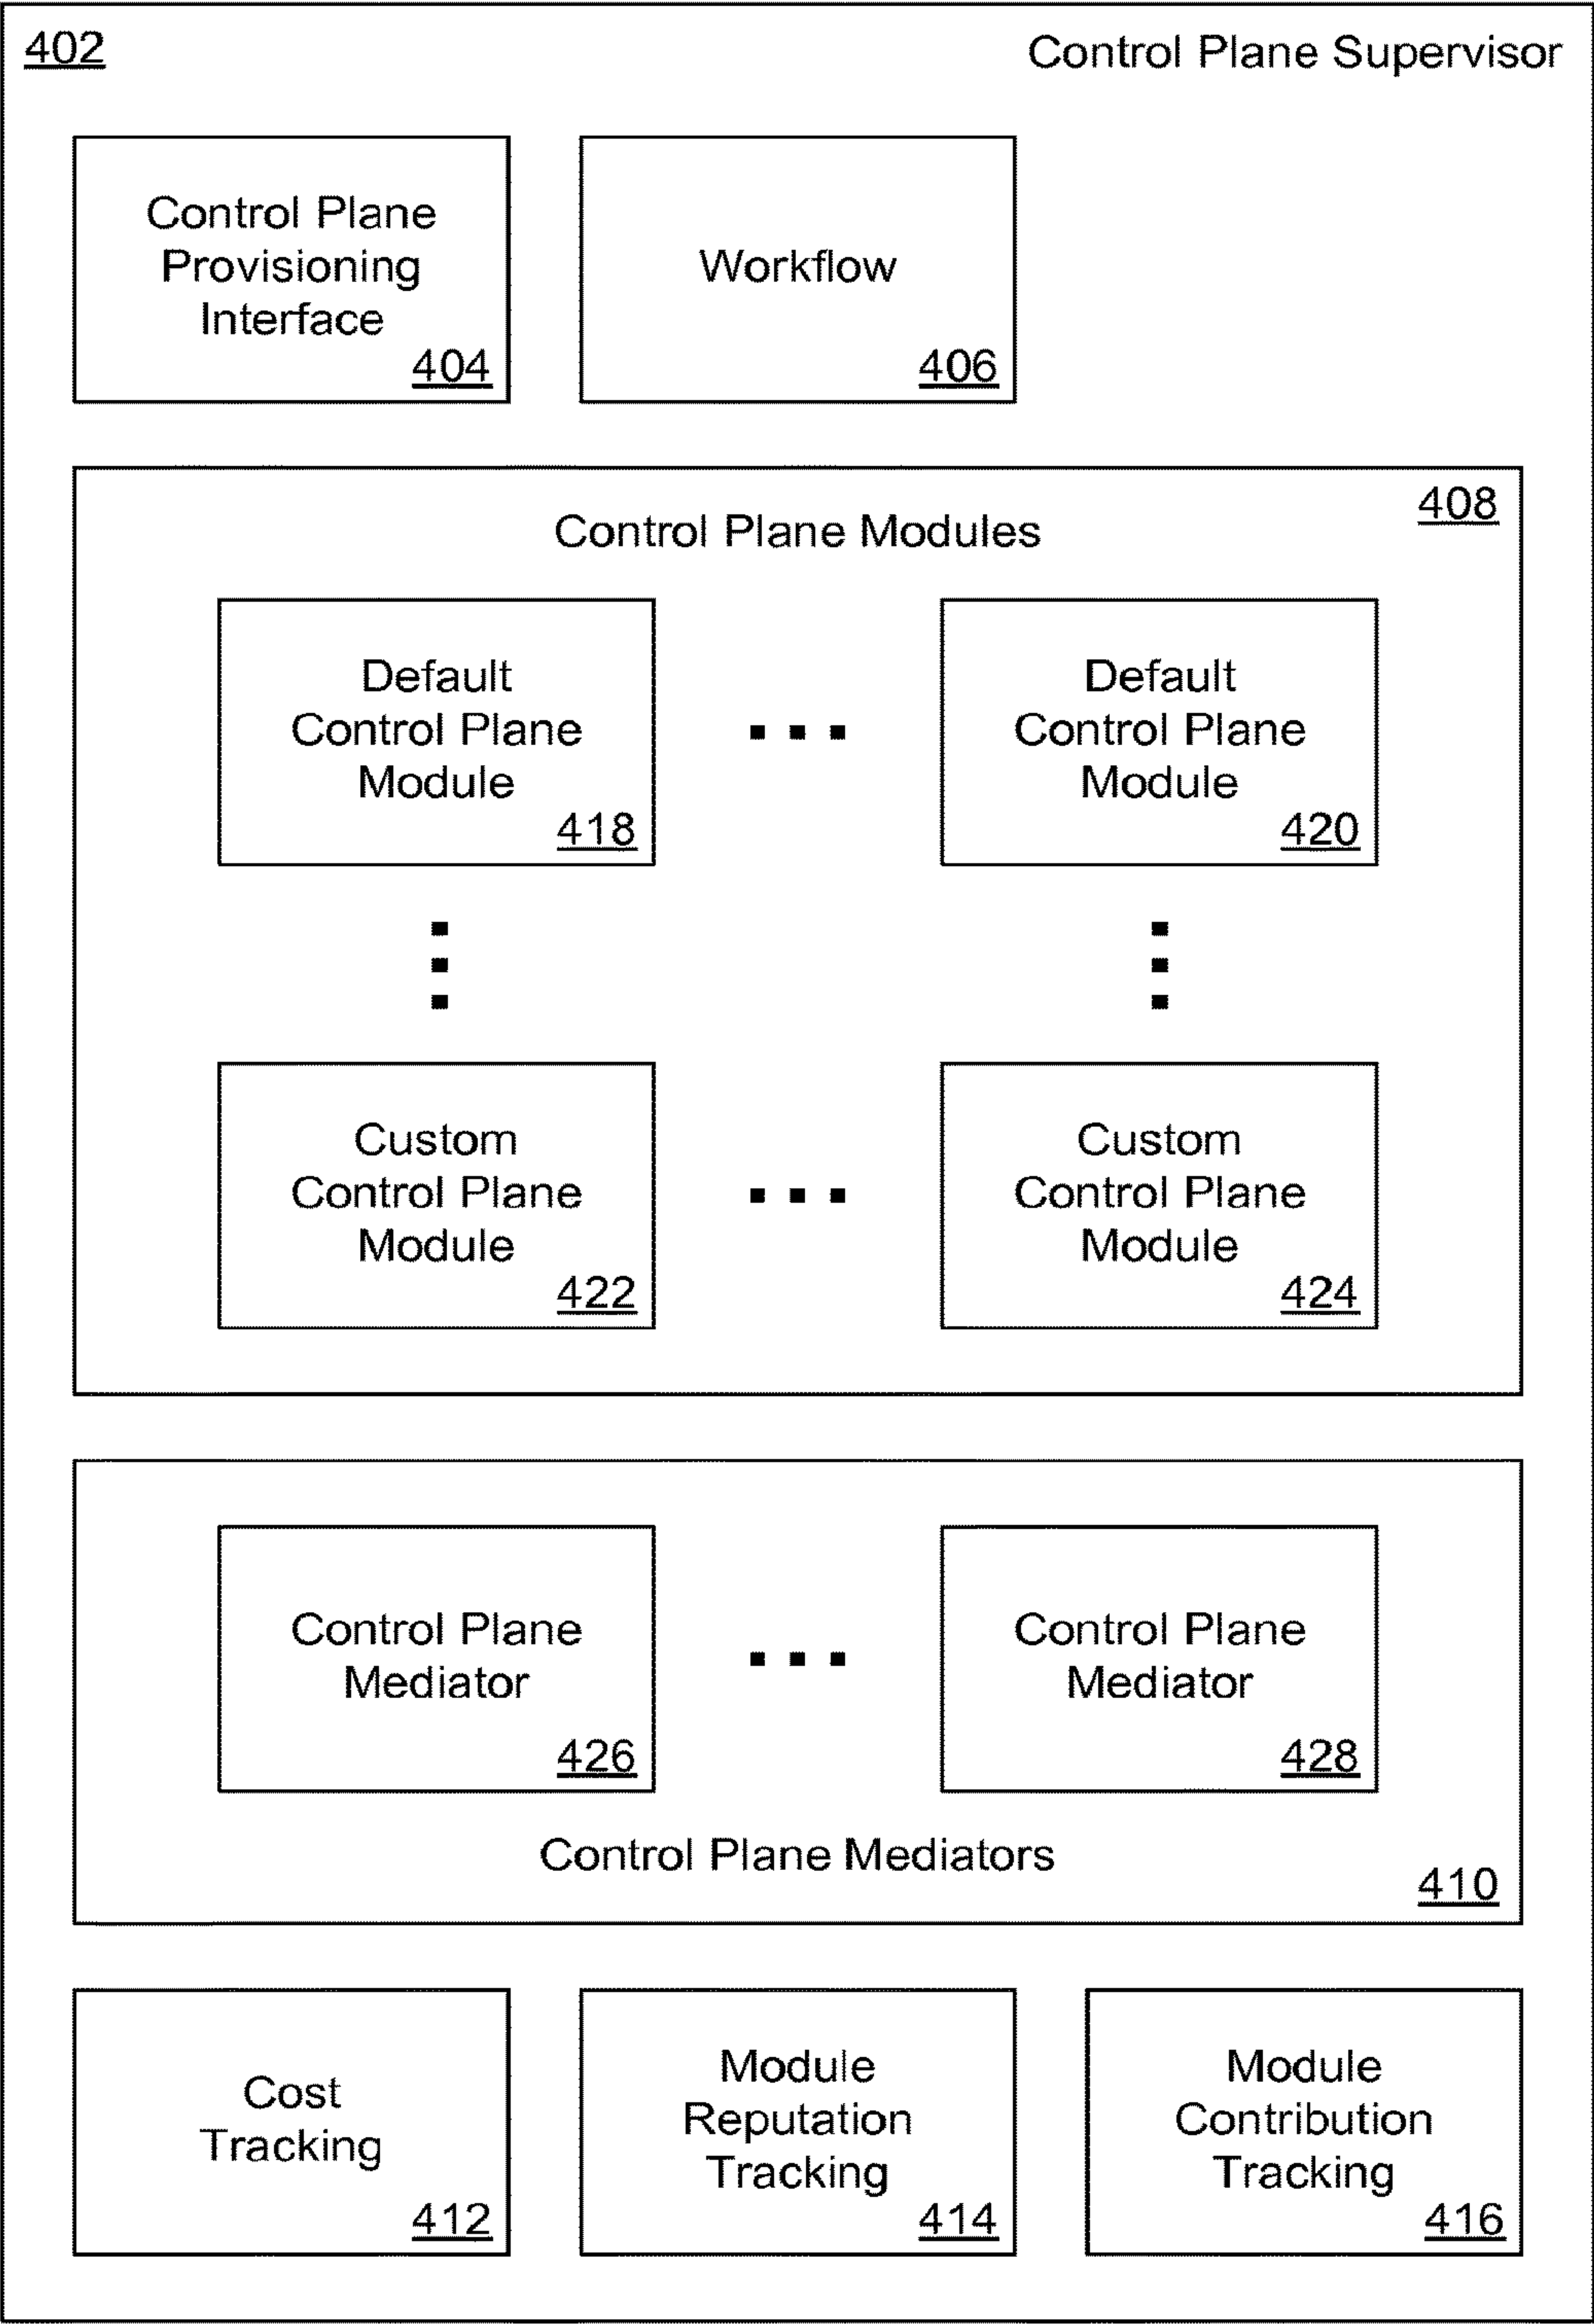 402
Control Plane Supervisor
Control Plane
Provisioning
Interface
404
Workflow
406
408
Control Plane Modules
Default
Control Plane
Module
418
Default
Control Plane
Module
420
Custom
Control Plane
Module
422
Custom
Control Plane
Module
424
Control Plane
Mediator
426
Control Plane
Mediator
428
Control Plane Mediators
410
Cost
Tracking
412
Module
Reputation
Tracking
414
Module
Contribution
Tracking
416